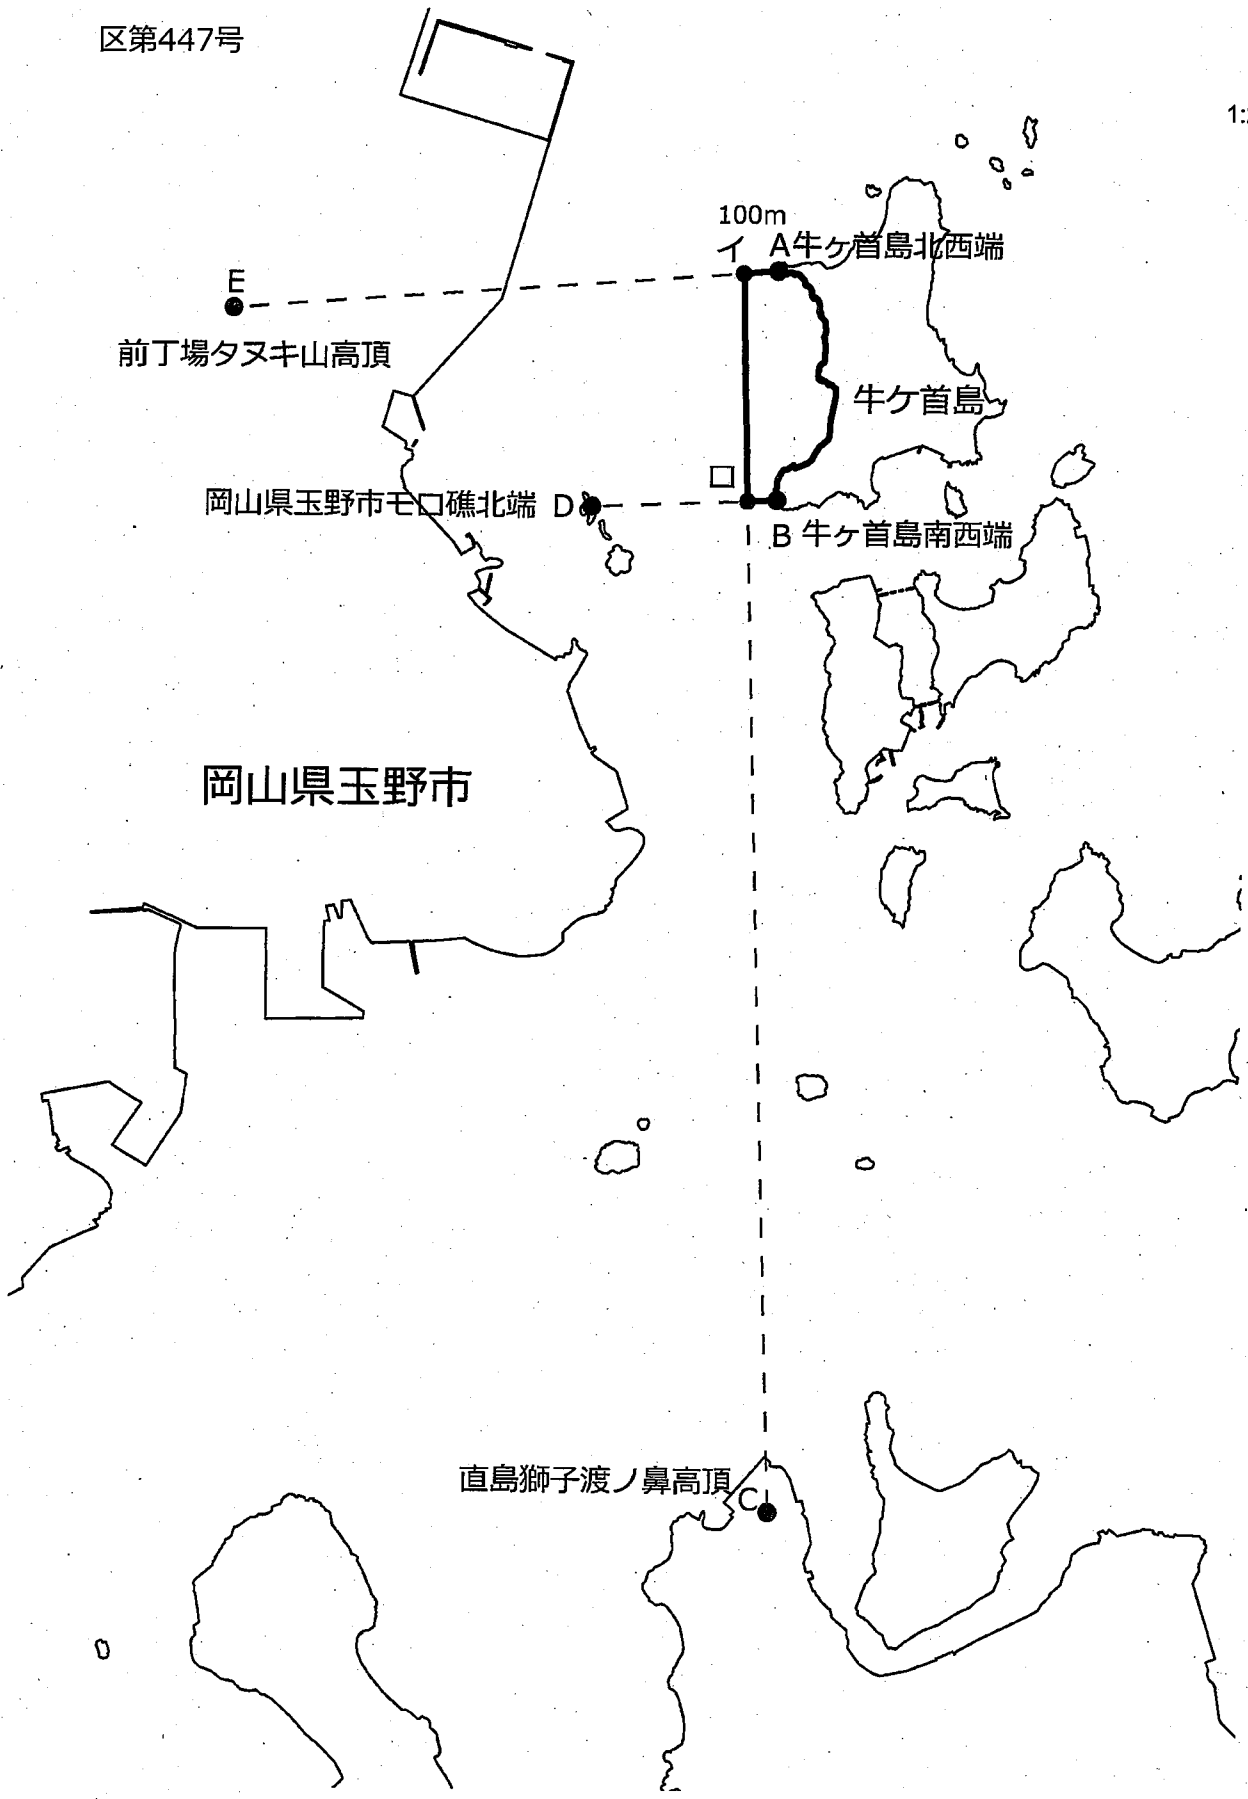 区第447号
1:2
100m
イ A牛ヶ首島北西端
E
前丁場タヌキ山高頂
牛ケ首島
ロ
岡山県玉野市モロ礁北端 D
B 牛ヶ首島南西端
岡山県玉野市
直島獅子渡ノ鼻高頂
C